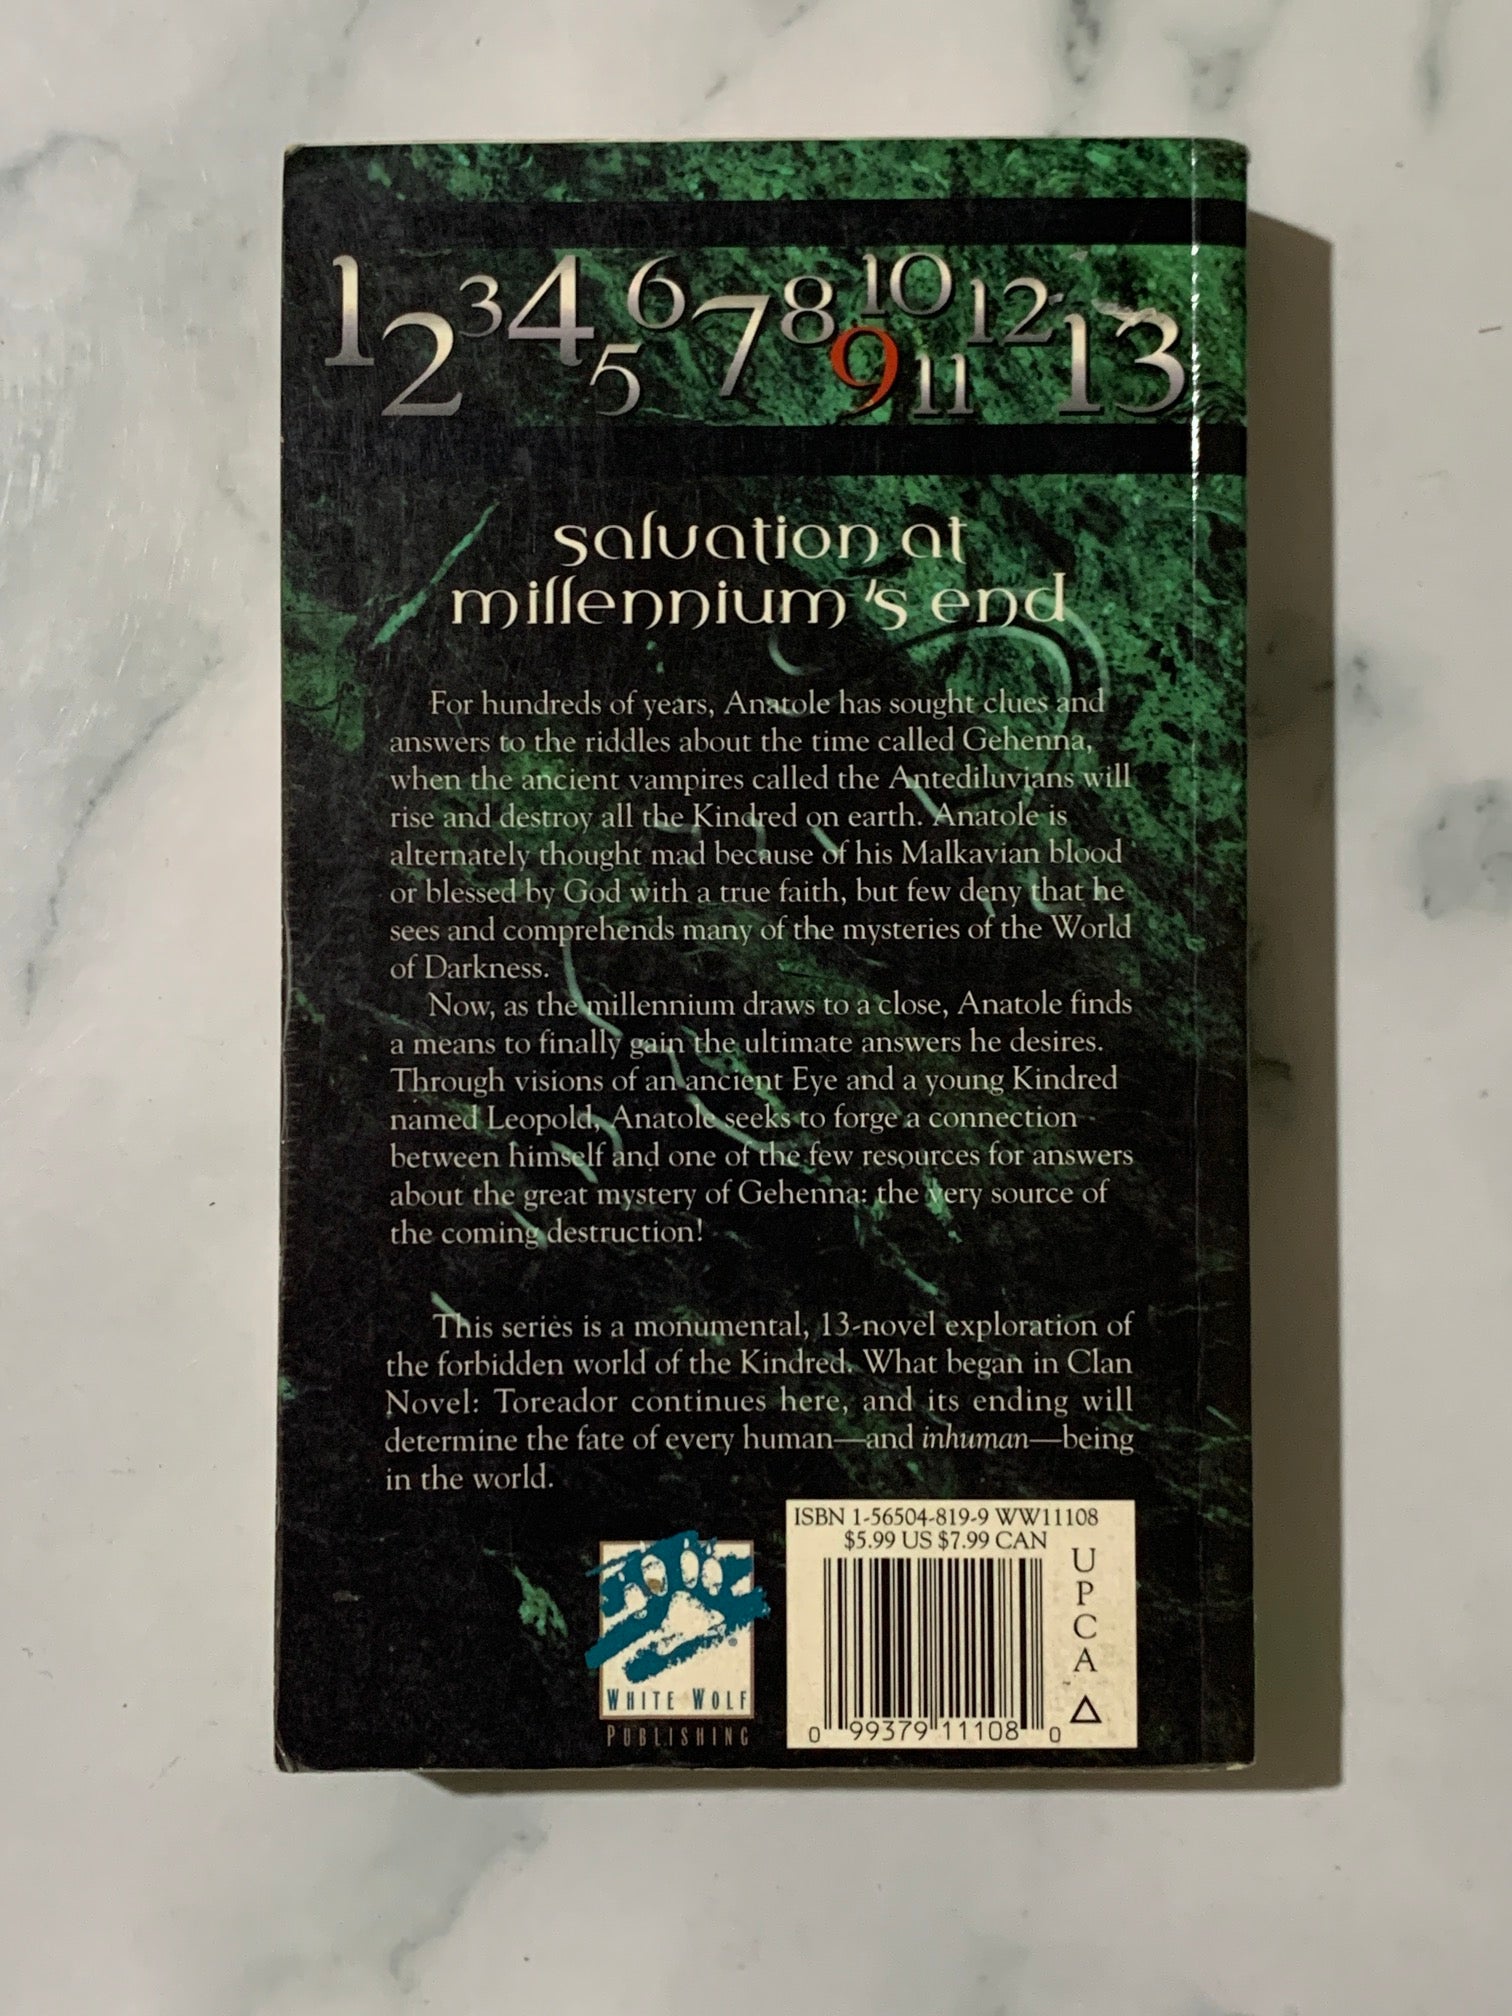 1 2 3 4 5 6 7 8 9 10 11 12 13
salvation at
millennium's end
For hundreds of years, Anatole has sought clues and
answers to the riddles about the time called Gehenna,
when the ancient vampires called the Antediluvians will
rise and destroy all the Kindred on earth. Anatole is
alternately thought mad because of his Malkavian blood
or blessed by God with a true faith, but few deny that he
sees and comprehends many of the mysteries of the World
of Darkness.
Now, as the millennium draws to a close, Anatole finds
a means to finally gain the ultimate answers he desires.
Through visions of an ancient Eye and a young Kindred
named Leopold, Anatole seeks to forge a connection
between himself and one of the few resources for answers
about the great mystery of Gehenna: the very source of
the coming destruction!
This series is a monumental, 13-novel exploration of
the forbidden world of the Kindred. What began in Clan
Novel: Toreador continues here, and its ending will
determine the fate of every human—and inhuman—being
in the world.
ISBN 1-56504-819-9 WW11108
$5.99 US $7.99 CAN
UPCA
0 99379 11108 0
®
WHITE WOLF
PUBLISHING